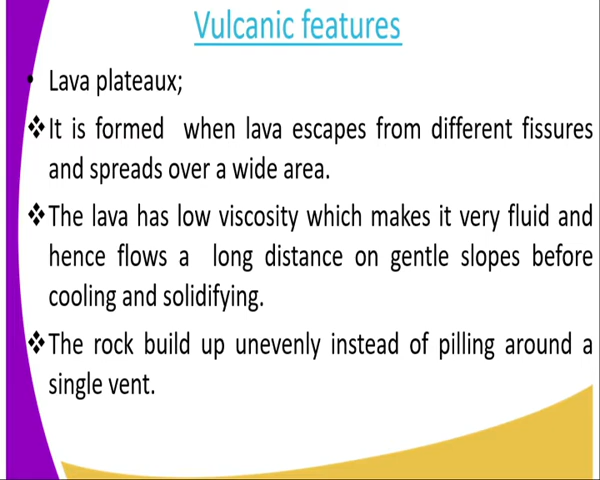 Vulcanic features
• Lava plateaux;
❖It is formed when lava escapes from different fissures
and spreads over a wide area.
❖The lava has low viscosity which makes it very fluid and
hence flows a long distance on gentle slopes before
cooling and solidifying.
❖The rock build up unevenly instead of pilling around a
single vent.